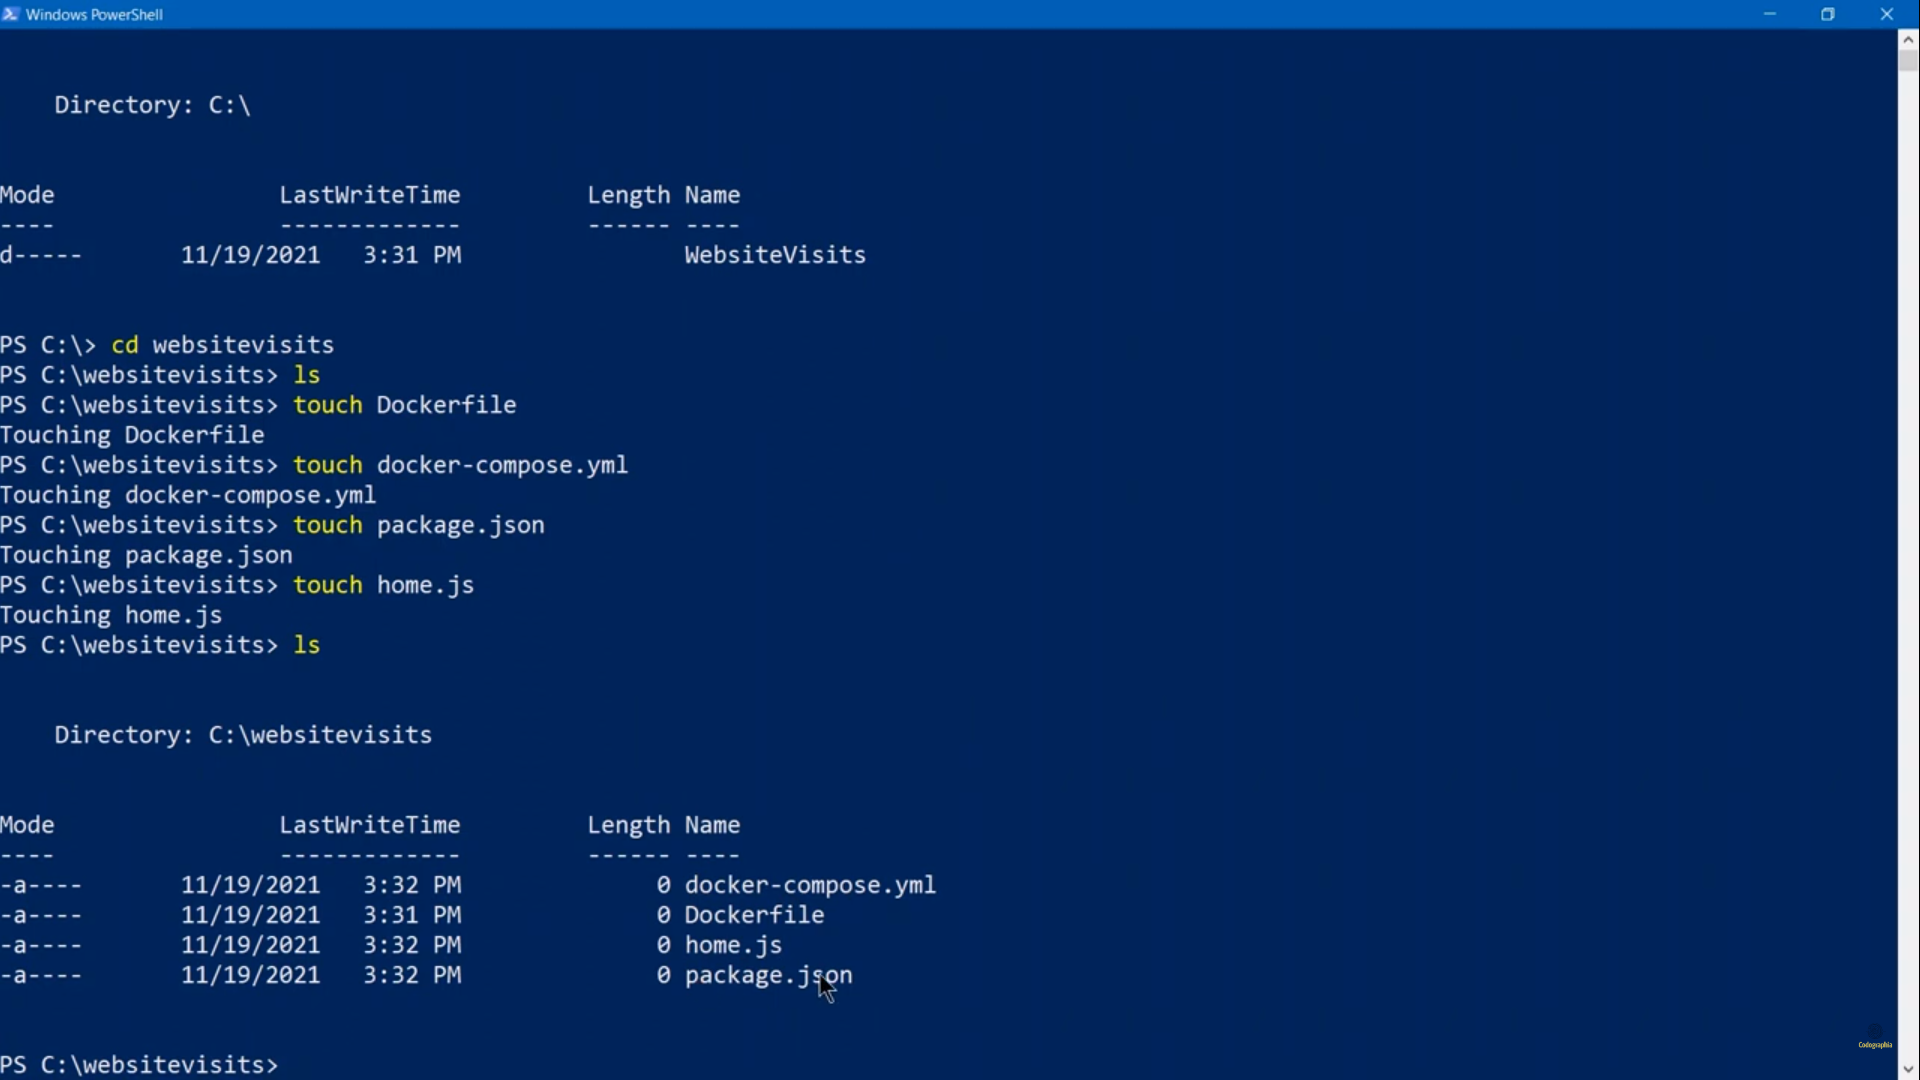 Windows PowerShell
Directory: C:\
Mode LastWriteTime Length Name
---- ------------- ------ ----
d----- 11/19/2021 3:31 PM WebsiteVisits
PS C:\> cd websitevisits
PS C:\websitevisits> ls
PS C:\websitevisits> touch Dockerfile
Touching Dockerfile
PS C:\websitevisits> touch docker-compose.yml
Touching docker-compose.yml
PS C:\websitevisits> touch package.json
Touching package.json
PS C:\websitevisits> touch home.js
Touching home.js
PS C:\websitevisits> ls
Directory: C:\websitevisits
Mode LastWriteTime Length Name
---- ------------- ------ ----
-a---- 11/19/2021 3:32 PM 0 docker-compose.yml
-a---- 11/19/2021 3:31 PM 0 Dockerfile
-a---- 11/19/2021 3:32 PM 0 home.js
-a---- 11/19/2021 3:32 PM 0 package.json
Codographia
PS C:\websitevisits>